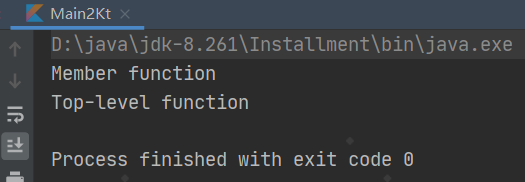 Main2Kt
D:\java\jdk-8.261\Installment\bin\java.exe
Member function
Top-level function
Process finished with exit code 0